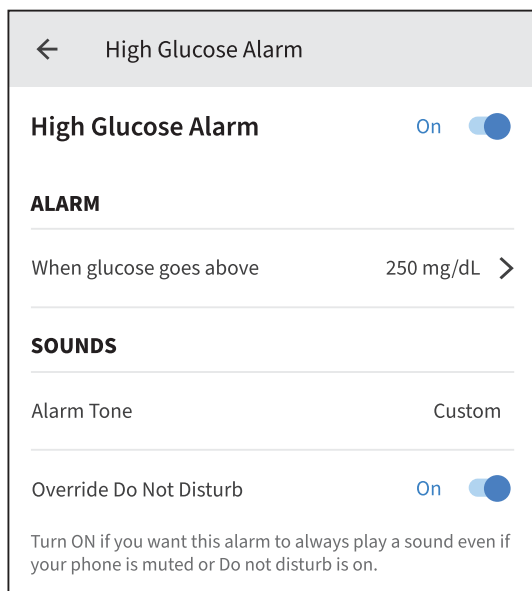 High Glucose Alarm
High Glucose Alarm On
ALARM
When glucose goes above 250 mg/dL
SOUNDS
Alarm Tone Custom
Override Do Not Disturb On
Turn ON if you want this alarm to always play a sound even if
your phone is muted or Do not disturb is on.